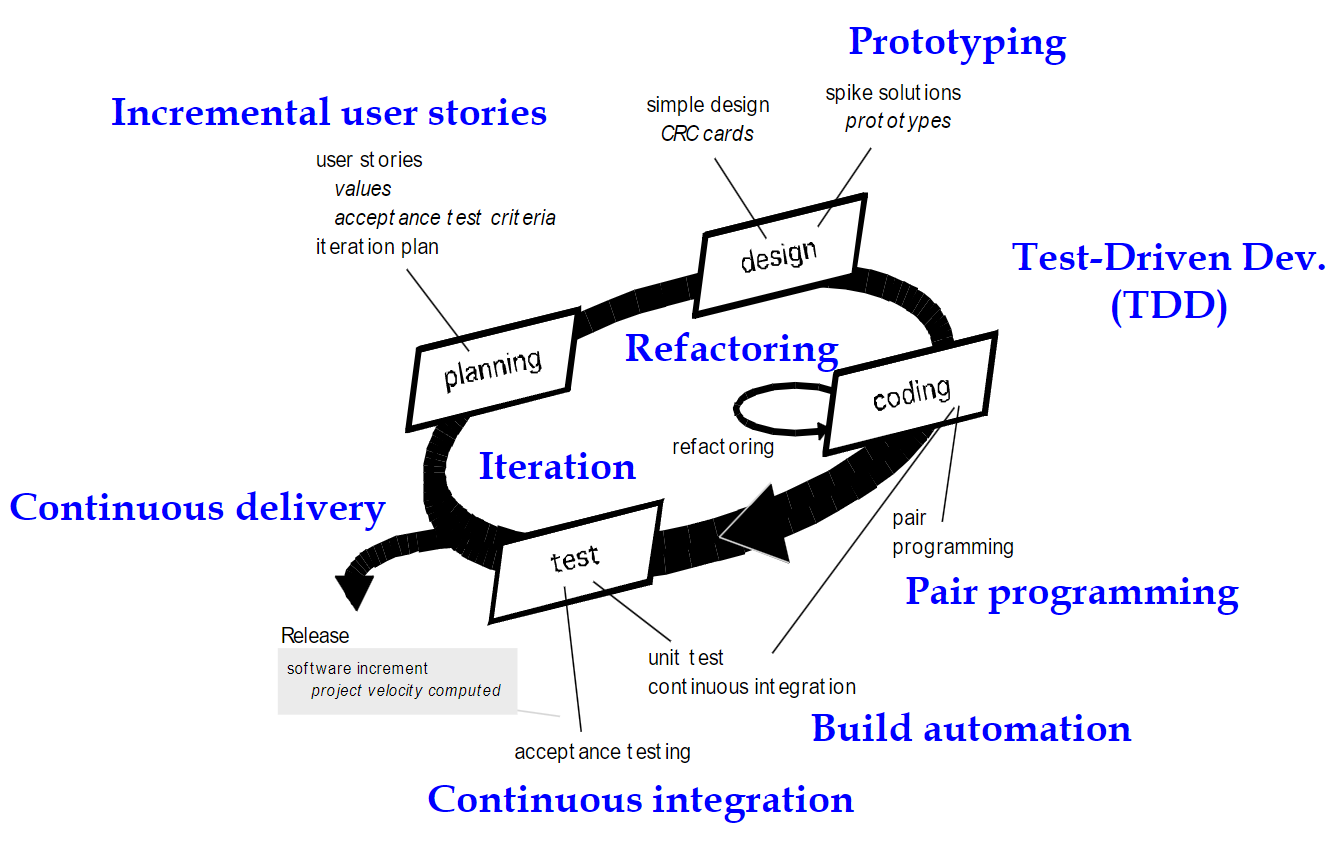 Prototyping
Incremental user stories
simple design
CRC cards
spike solutions
prototypes
user stories
values
acceptance test criteria
iteration plan
design
Test-Driven Dev.
(TDD)
Refactoring
planning
coding
refactoring
Iteration
Continuous delivery
test
pair
programming
Pair programming
Release
software increment
project velocity computed
unit test
continuous integration
Build automation
acceptance testing
Continuous integration